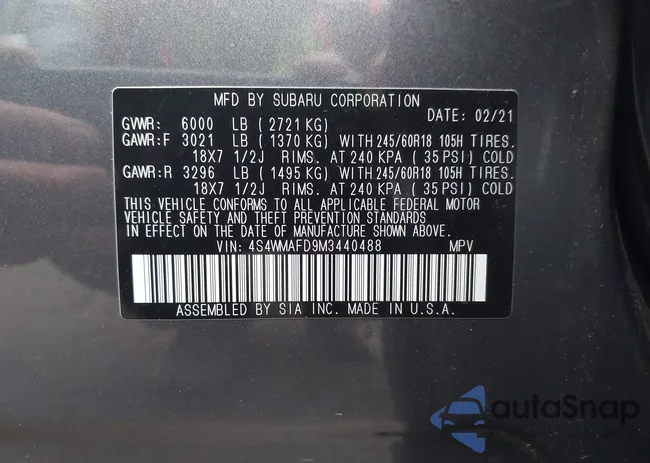 MFD BY SUBARU CORPORATION
DATE: 02/21
GVWR: 6000 LB ( 2721 KG)
GAWR: F 3021 LB ( 1370 KG) WITH 245/60R18 105H TIRES.
18X7 1/2J RIMS. AT 240 KPA ( 35 PSI) COLD
GAWR: R 3296 LB ( 1495 KG) WITH 245/60R18 105H TIRES.
18X7 1/2J RIMS. AT 240 KPA ( 35 PSI) COLD
THIS VEHICLE CONFORMS TO ALL APPLICABLE FEDERAL MOTOR
VEHICLE SAFETY AND THEFT PREVENTION STANDARDS
IN EFFECT ON THE DATE OF MANUFACTURE SHOWN ABOVE.
VIN: 4S4WMAFD9M3440488 MPV
ASSEMBLED BY SIA INC. MADE IN U.S.A.
autoSnap